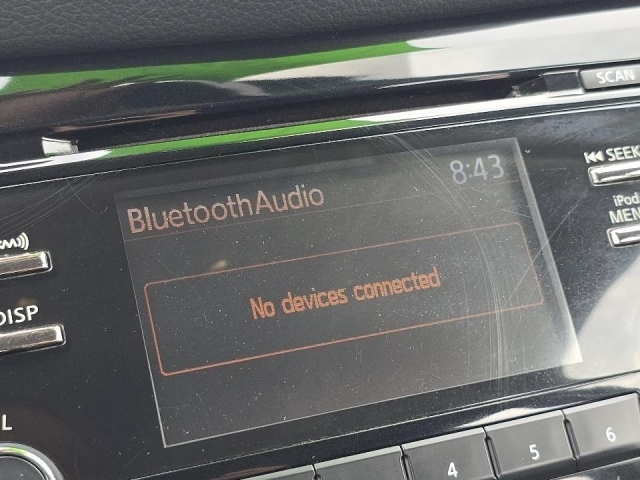 SCAN
BluetoothAudio 8:43
SEEK
iPod
MEN
No devices connected
DISP
L
4 5 6